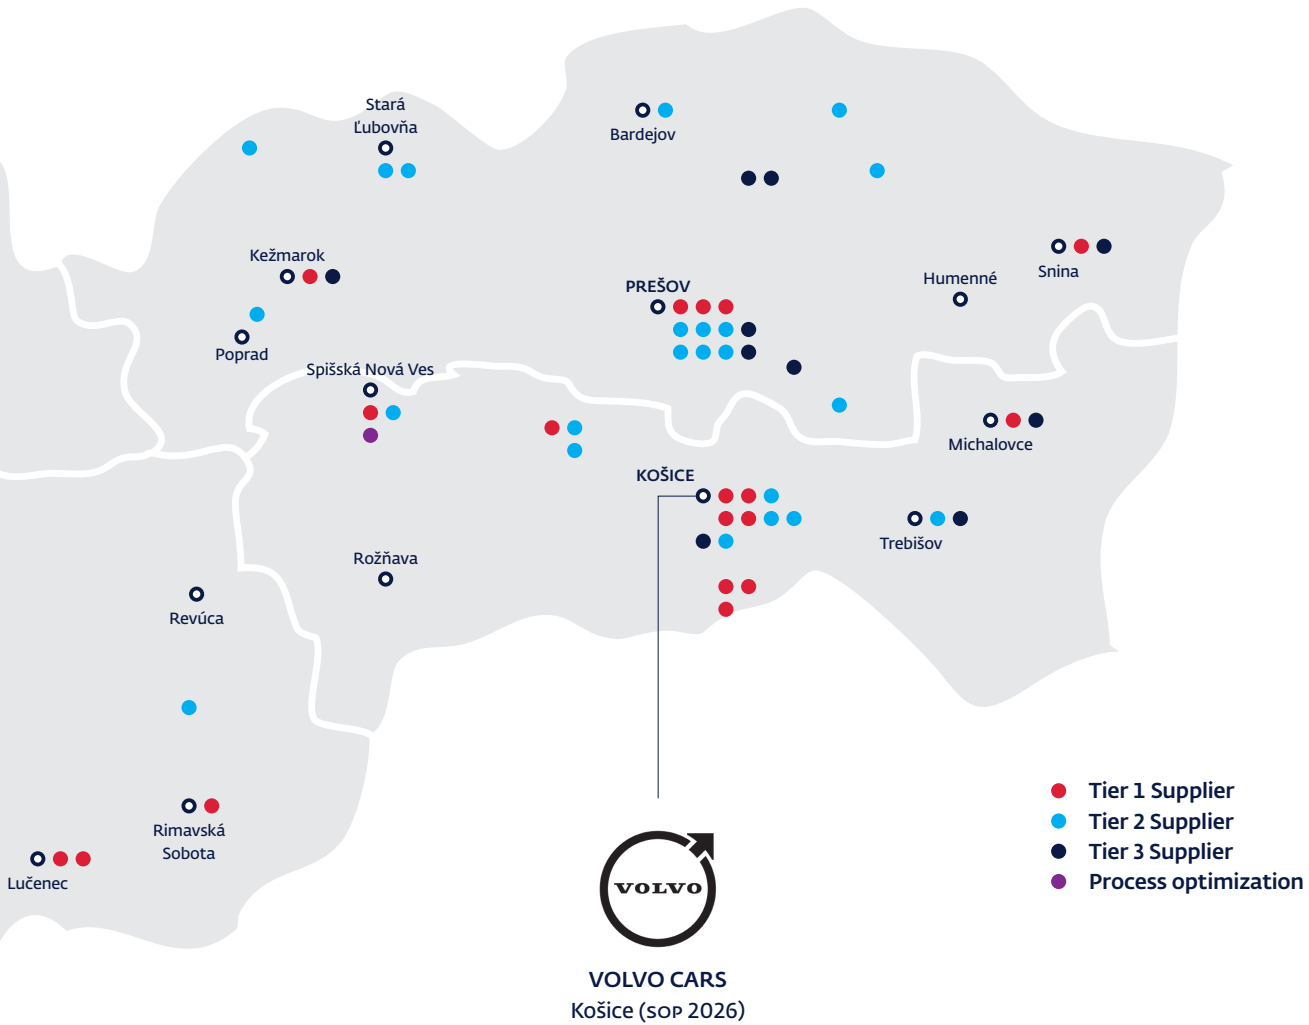 Stará
Ľubovňa
Bardejov
Kežmarok
Snina
Humenné
PREŠOV
Poprad
Spišská Nová Ves
Michalovce
KOŠICE
Trebišov
Rožňava
Revúca
Rimavská
Sobota
Lučenec
Tier 1 Supplier
Tier 2 Supplier
Tier 3 Supplier
Process optimization
VOLVO
VOLVO CARS
Košice (SOP 2026)